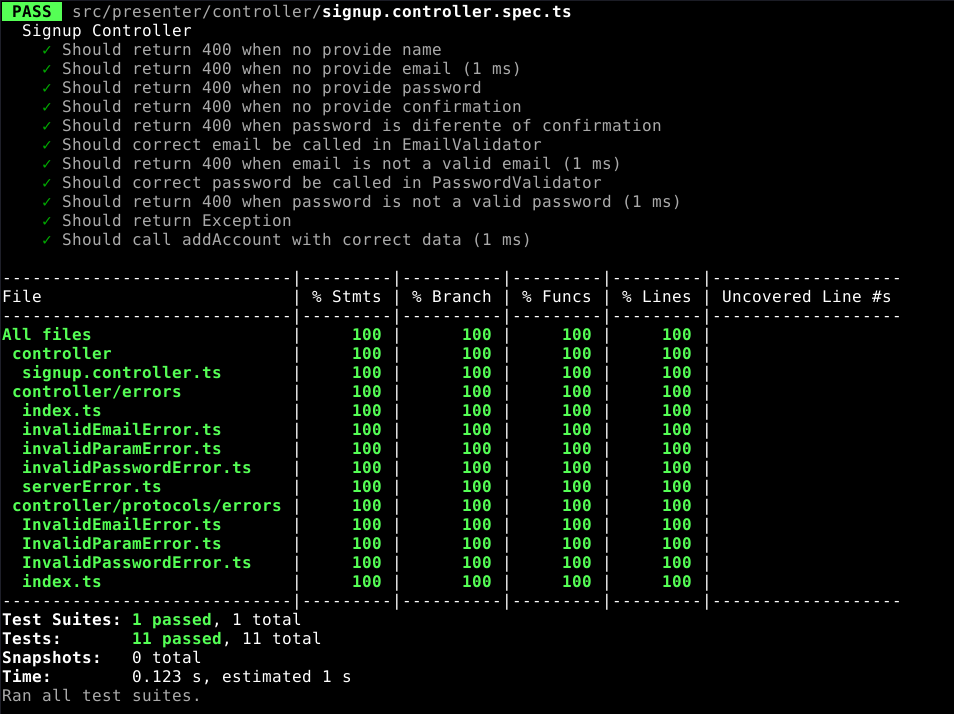 PASS src/presenter/controller/signup.controller.spec.ts
  Signup Controller
    ✓ Should return 400 when no provide name
    ✓ Should return 400 when no provide email (1 ms)
    ✓ Should return 400 when no provide password
    ✓ Should return 400 when no provide confirmation
    ✓ Should return 400 when password is diferente of confirmation
    ✓ Should correct email be called in EmailValidator
    ✓ Should return 400 when email is not a valid email (1 ms)
    ✓ Should correct password be called in PasswordValidator
    ✓ Should return 400 when password is not a valid password (1 ms)
    ✓ Should return Exception
    ✓ Should call addAccount with correct data (1 ms)

-----------------------------|---------|----------|---------|---------|-------------------
File                         | % Stmts | % Branch | % Funcs | % Lines | Uncovered Line #s
-----------------------------|---------|----------|---------|---------|-------------------
All files                    |     100 |      100 |     100 |     100 |
 controller                  |     100 |      100 |     100 |     100 |
  signup.controller.ts       |     100 |      100 |     100 |     100 |
 controller/errors           |     100 |      100 |     100 |     100 |
  index.ts                   |     100 |      100 |     100 |     100 |
  invalidEmailError.ts       |     100 |      100 |     100 |     100 |
  invalidParamError.ts       |     100 |      100 |     100 |     100 |
  invalidPasswordError.ts    |     100 |      100 |     100 |     100 |
  serverError.ts             |     100 |      100 |     100 |     100 |
 controller/protocols/errors |     100 |      100 |     100 |     100 |
  InvalidEmailError.ts       |     100 |      100 |     100 |     100 |
  InvalidParamError.ts       |     100 |      100 |     100 |     100 |
  InvalidPasswordError.ts    |     100 |      100 |     100 |     100 |
  index.ts                   |     100 |      100 |     100 |     100 |
-----------------------------|---------|----------|---------|---------|-------------------
Test Suites: 1 passed, 1 total
Tests:       11 passed, 11 total
Snapshots:   0 total
Time:        0.123 s, estimated 1 s
Ran all test suites.